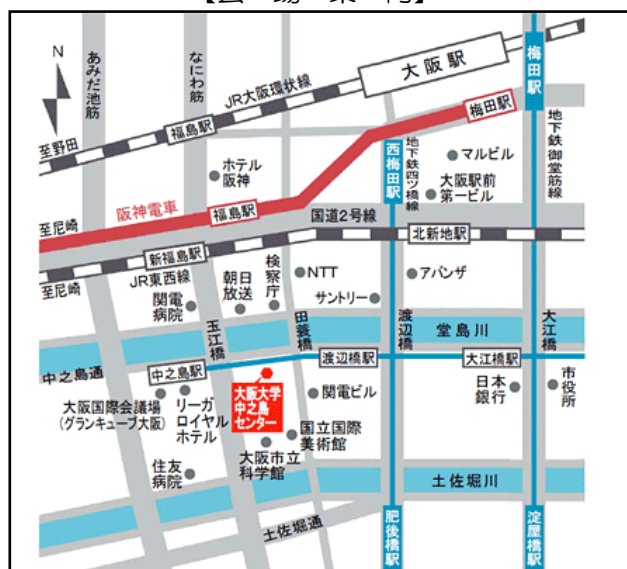 【会 場 案 内】
N
あみだ池筋
なにわ筋
JR大阪環状線
大阪駅
梅田駅
至野田
福島駅
梅田駅
ホテル
阪神
西梅田駅
地下鉄四ツ橋線
マルビル
大阪駅前
第一ビル
地下鉄御堂筋線
至尼崎
阪神電車
福島駅
国道2号線
新福島駅
北新地駅
至尼崎
JR東西線
関電
病院
朝日
放送
検察庁
NTT
サントリー
アバンザ
玉江橋
田蓑橋
渡辺橋
大江橋
堂島川
中之島通
中之島駅
渡辺橋駅
大江橋駅
大阪国際会議場
(グランキューブ大阪)
リーガ
ロイヤル
ホテル
大阪大学
中之島
センター
関電ビル
日本
銀行
市役所
国立国際
美術館
大阪市立
科学館
住友
病院
土佐堀川
土佐堀通
肥後橋駅
淀屋橋駅